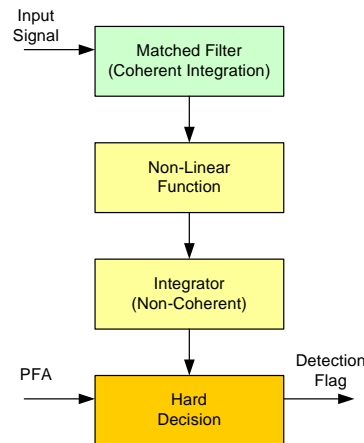 Input
Signal
Matched Filter
(Coherent Integration)
Non-Linear
Function
Integrator
(Non-Coherent)
PFA
Hard
Decision
Detection
Flag